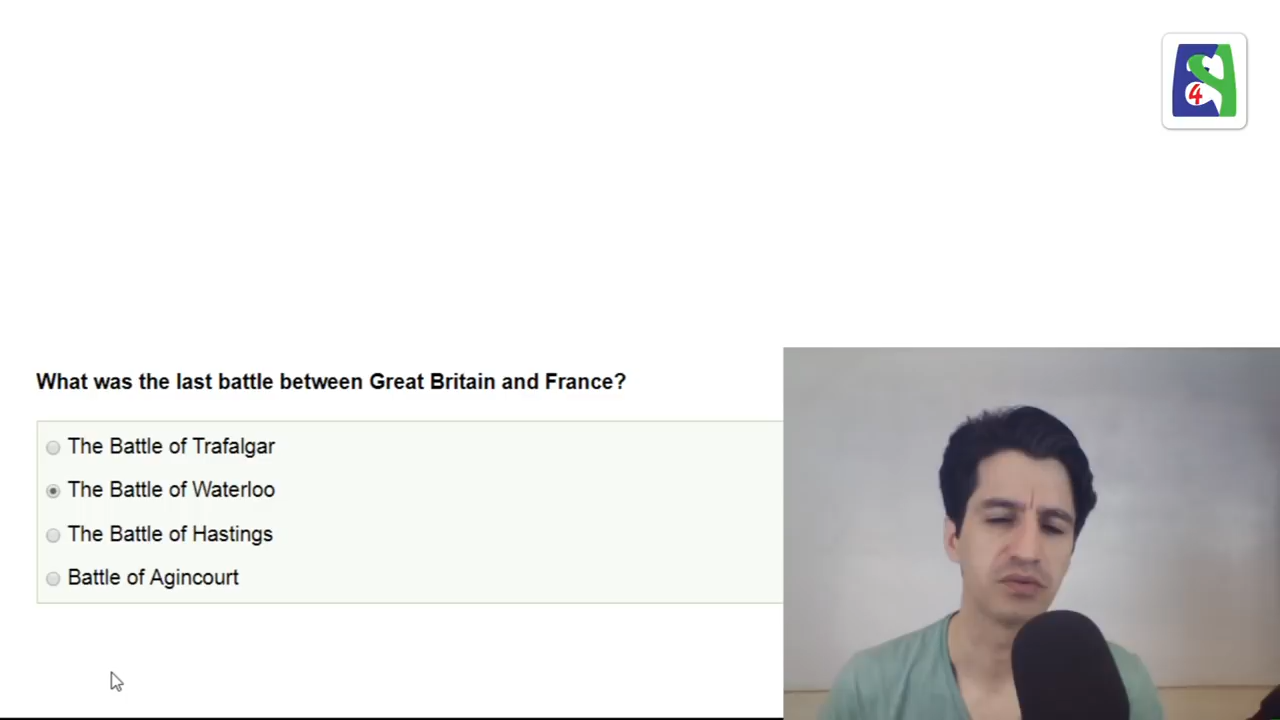 4
What was the last battle between Great Britain and France?
The Battle of Trafalgar
The Battle of Waterloo
The Battle of Hastings
Battle of Agincourt